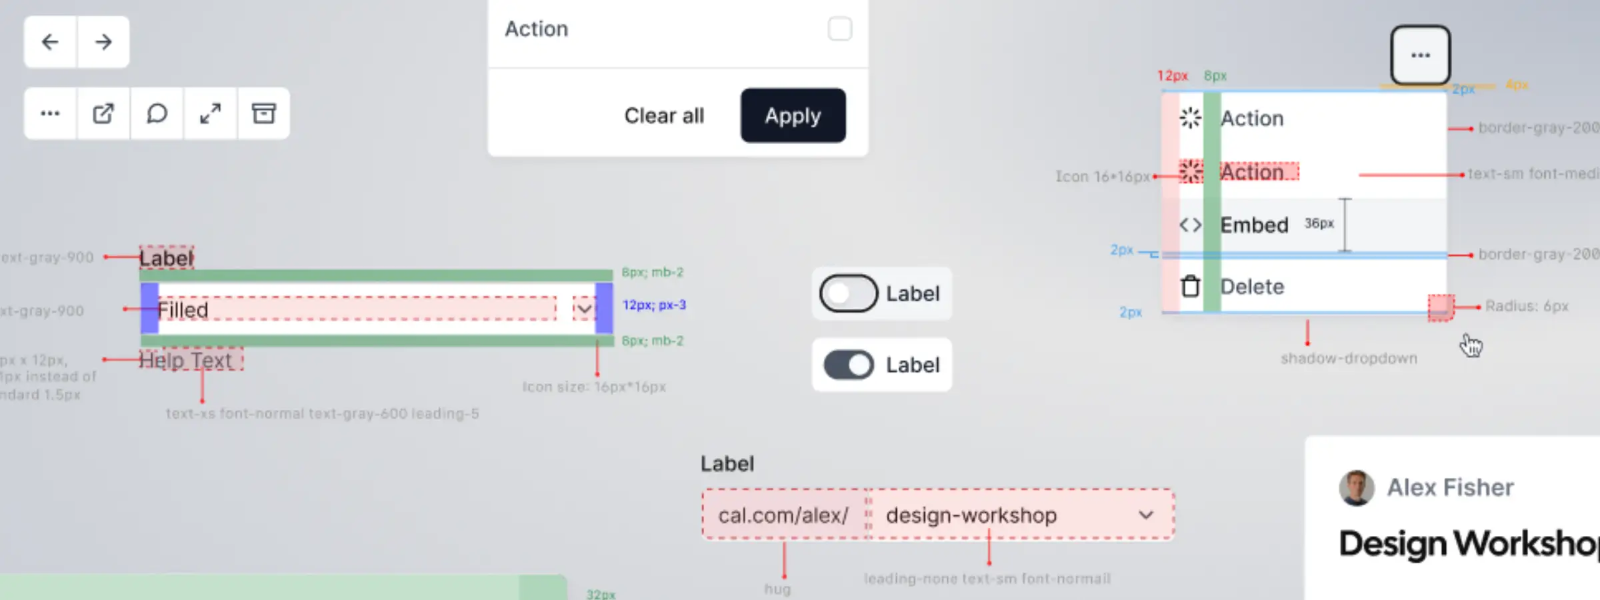 Action
Clear all
Apply
12px
8px
2px
4px
Action
border-gray-200
Icon 16*16px
Action
text-sm font-medi
Embed
36px
2px
border-gray-200
Delete
2px
Radius: 6px
shadow-dropdown
ext-gray-900
Label
8px; mb-2
xt-gray-900
Filled
12px; px-3
8px; mb-2
px x 12px,
1px instead of
ndard 1.5px
Help Text
Icon size: 16px*16px
text-xs font-normal text-gray-600 leading-5
Label
Label
Label
cal.com/alex/
design-workshop
hug
leading-none text-sm font-normail
32px
Alex Fisher
Design Workshop